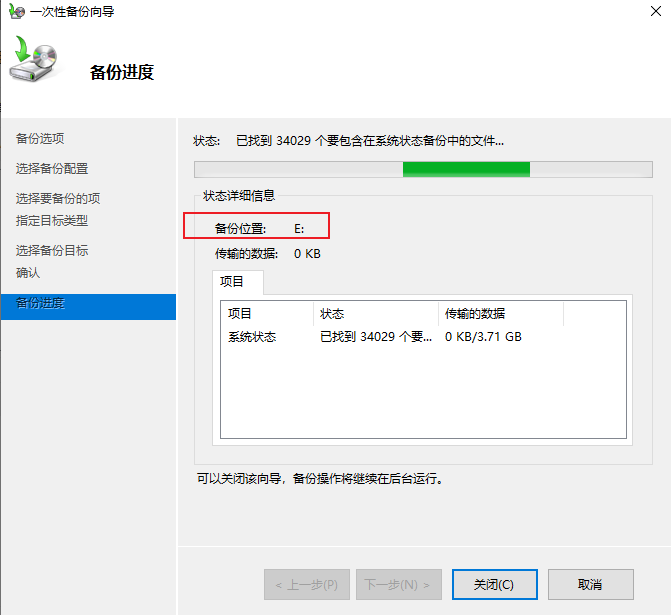 一次性备份向导
备份进度
备份选项
选择备份配置
选择要备份的项
指定目标类型
选择备份目标
确认
备份进度
状态: 已找到 34029 个要包含在系统状态备份中的文件...
状态详细信息
备份位置: E:
传输的数据: 0 KB
项目
项目 状态 传输的数据
系统状态 已找到 34029 个要... 0 KB/3.71 GB
可以关闭该向导，备份操作将继续在后台运行。
< 上一步(P) 下一步(N) > 关闭(C) 取消